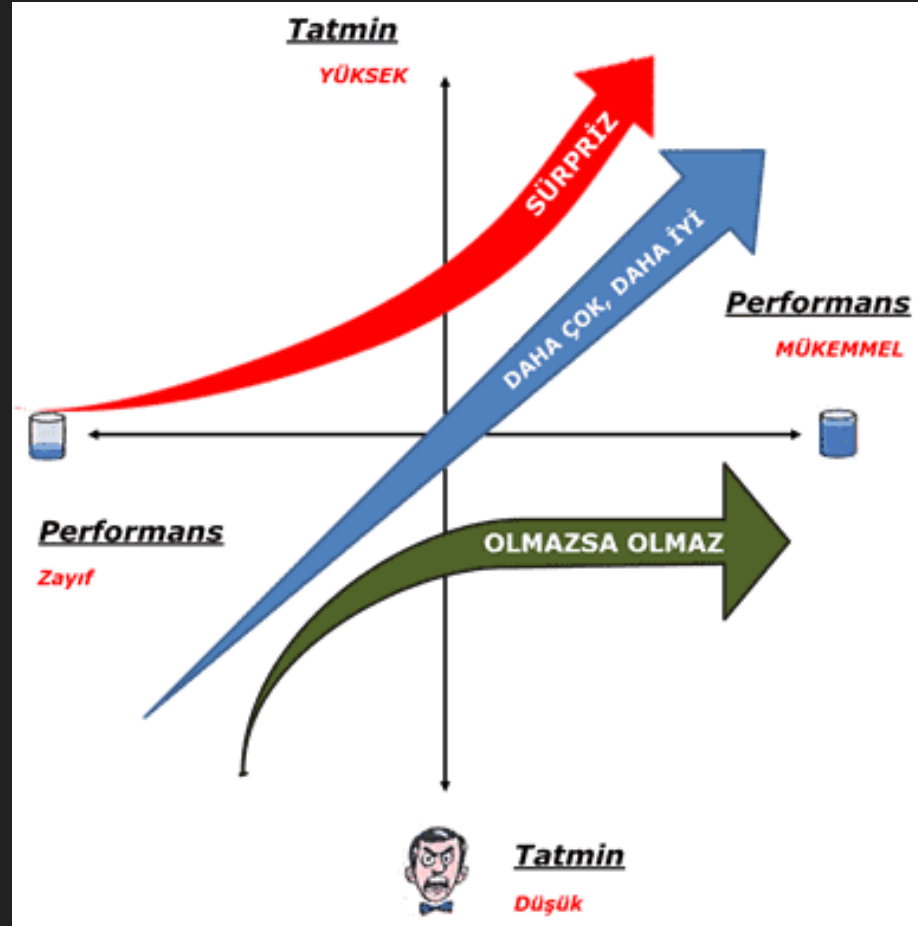 Tatmin
YÜKSEK
SÜRPRİZ
DAHA ÇOK, DAHA İYİ
Performans
MÜKEMMEL
Performans
Zayıf
OLMAZSA OLMAZ
Tatmin
Düşük